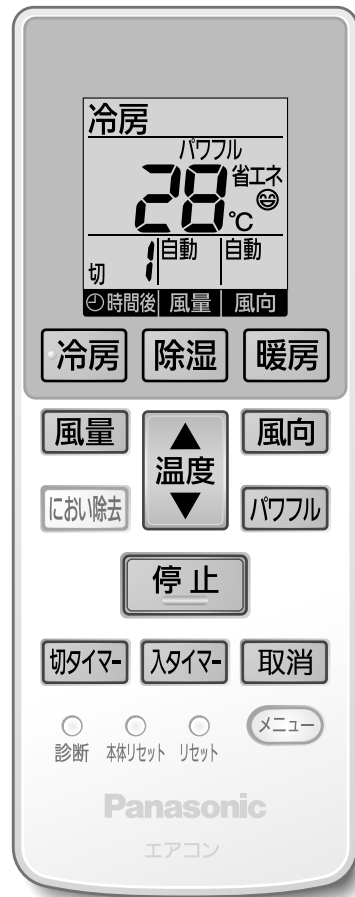 冷房
パワフル
28℃ 省エネ
切 1 自動 自動
時間後 風量 風向
冷房 除湿 暖房
風量 ▲ 風向
温度
におい除去 ▼ パワフル
停止
切タイマー 入タイマー 取消
メニュー
診断 本体リセット リセット
Panasonic
エアコン